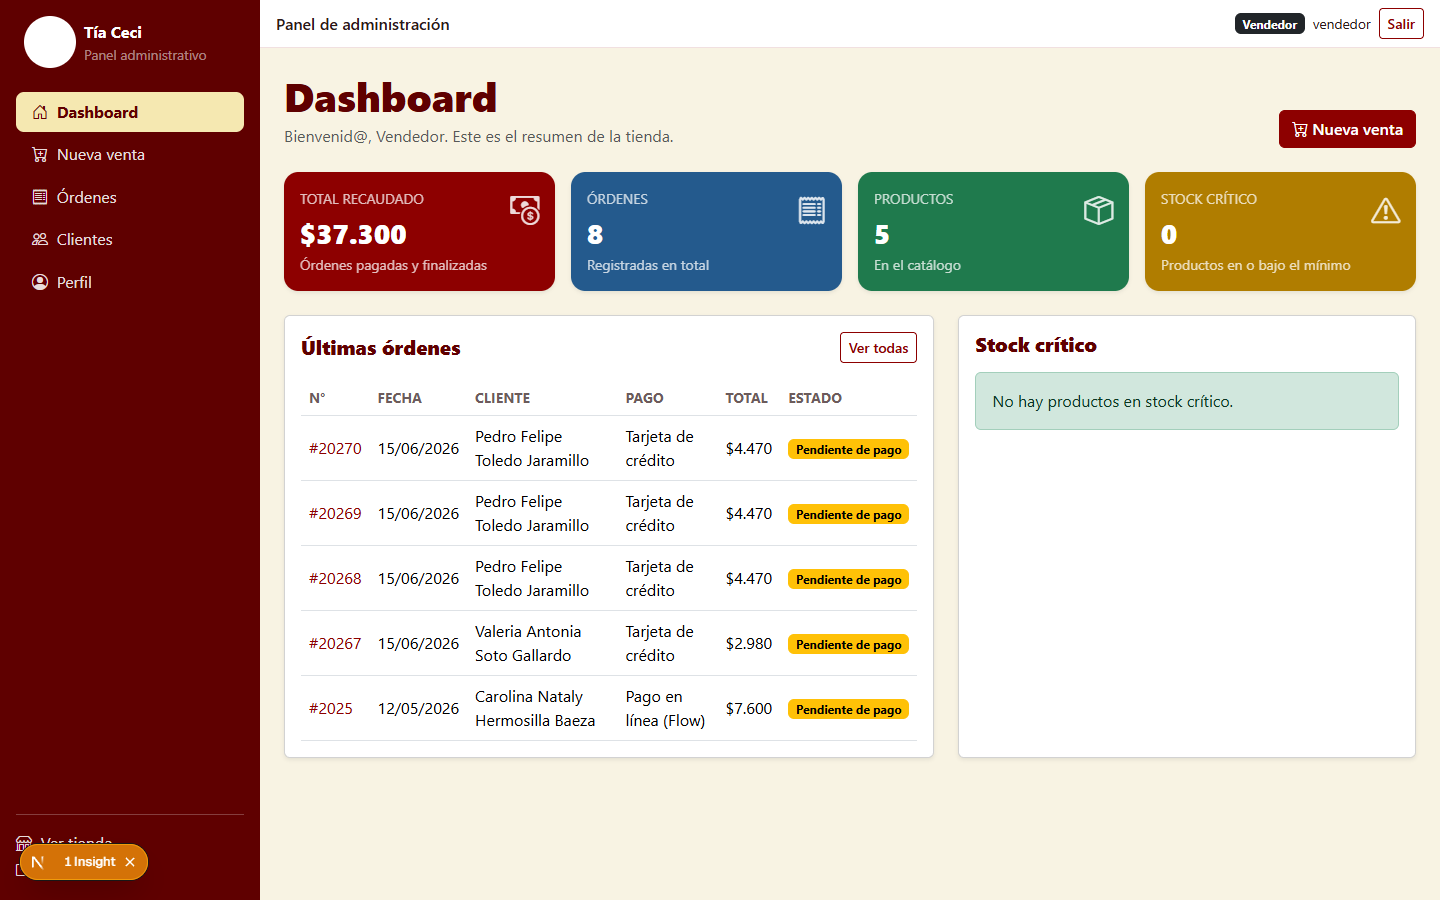 Tía Ceci
Panel administrativo
Dashboard
Nueva venta
Órdenes
Clientes
Perfil
Ver tienda
1 Insight
Panel de administración
Vendedor vendedor Salir
Dashboard
Bienvenid@, Vendedor. Este es el resumen de la tienda.
Nueva venta
TOTAL RECAUDADO
$37.300
Órdenes pagadas y finalizadas
ÓRDENES
8
Registradas en total
PRODUCTOS
5
En el catálogo
STOCK CRÍTICO
0
Productos en o bajo el mínimo
Últimas órdenes
Ver todas
N° FECHA CLIENTE PAGO TOTAL ESTADO
#20270 15/06/2026 Pedro Felipe Toledo Jaramillo Tarjeta de crédito $4.470 Pendiente de pago
#20269 15/06/2026 Pedro Felipe Toledo Jaramillo Tarjeta de crédito $4.470 Pendiente de pago
#20268 15/06/2026 Pedro Felipe Toledo Jaramillo Tarjeta de crédito $4.470 Pendiente de pago
#20267 15/06/2026 Valeria Antonia Soto Gallardo Tarjeta de crédito $2.980 Pendiente de pago
#2025 12/05/2026 Carolina Nataly Hermosilla Baeza Pago en línea (Flow) $7.600 Pendiente de pago
Stock crítico
No hay productos en stock crítico.